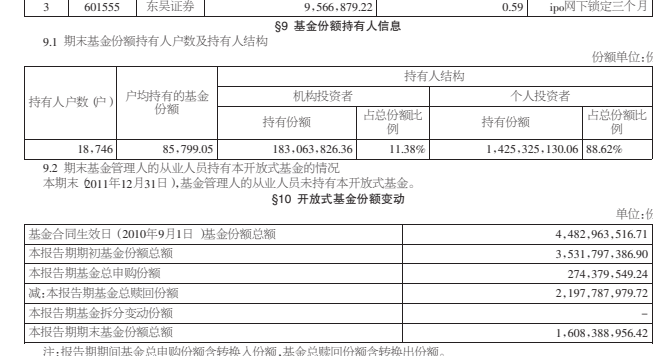 3 601555 东吴证券 9,566,879.22 0.59 ipo网下锁定三个月
§9 基金份额持有人信息
9.1 期末基金份额持有人户数及持有人结构
份额单位:份
持有人户数(户) 户均持有的基金份额 持有人结构
机构投资者 个人投资者
持有份额 占总份额比例 持有份额 占总份额比例
18,746 85,799.05 183,063,826.36 11.38% 1,425,325,130.06 88.62%
9.2 期末基金管理人的从业人员持有本开放式基金的情况
本期末(2011年12月31日),基金管理人的从业人员未持有本开放式基金。
§10 开放式基金份额变动
单位:份
基金合同生效日(2010年9月1日)基金份额总额 4,482,963,516.71
本报告期期初基金份额总额 3,531,797,386.90
本报告期基金总申购份额 274,379,549.24
减:本报告期基金总赎回份额 2,197,787,979.72
本报告期基金拆分变动份额 -
本报告期期末基金份额总额 1,608,388,956.42
注:报告期期间基金总申购份额含转换入份额,基金总赎回份额含转换出份额。